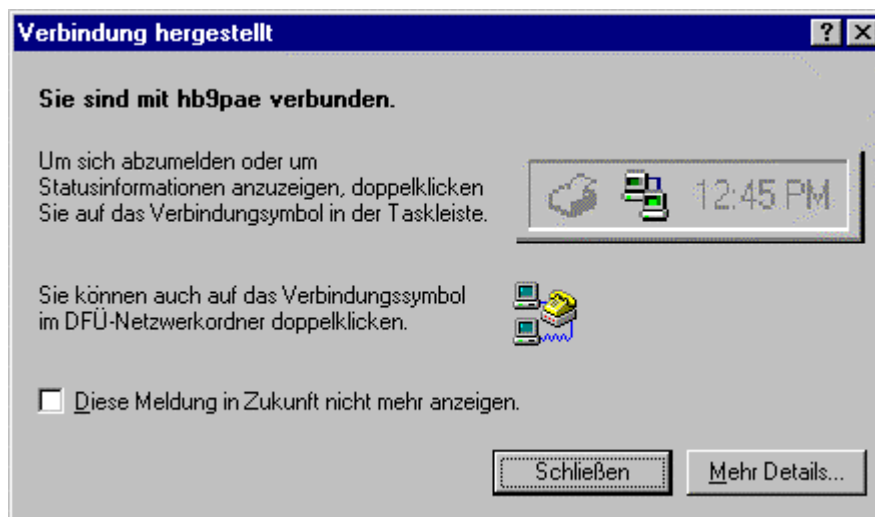 Verbindung hergestellt
Sie sind mit hb9pae verbunden.
Um sich abzumelden oder um
Statusinformationen anzuzeigen, doppelklicken
Sie auf das Verbindungsymbol in der Taskleiste.
12:45 PM
Sie können auch auf das Verbindungssymbol
im DFÜ-Netzwerkordner doppelklicken.
Diese Meldung in Zukunft nicht mehr anzeigen.
Schließen
Mehr Details...